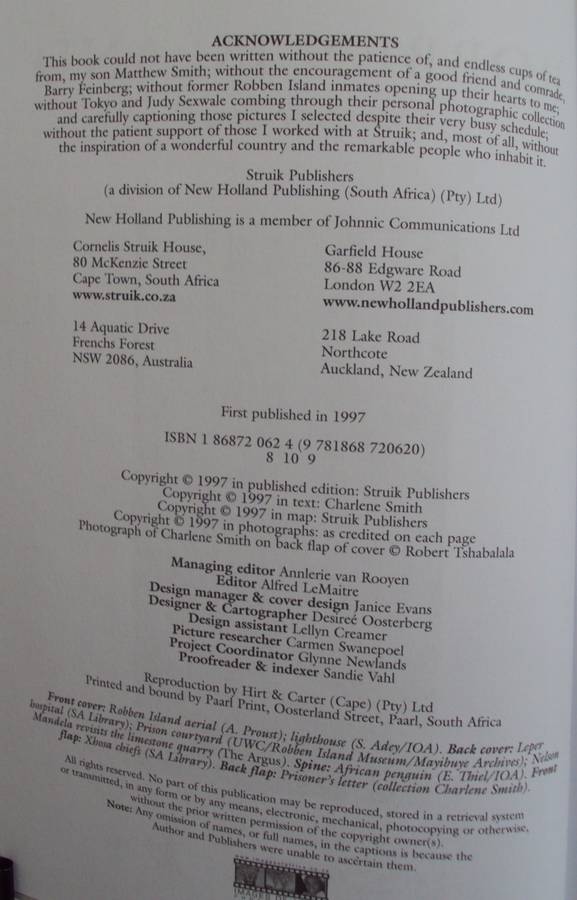 ACKNOWLEDGEMENTS
This book could not have been written without the patience of, and endless cups of tea
from, my son Matthew Smith; without the encouragement of a good friend and comrade,
Barry Feinberg; without former Robben Island inmates opening up their hearts to me;
without Tokyo and Judy Sexwale combing through their personal photographic collection
and carefully captioning those pictures I selected despite their very busy schedule;
without the patient support of those I worked with at Struik; and, most of all, without
the inspiration of a wonderful country and the remarkable people who inhabit it.
Struik Publishers
(a division of New Holland Publishing (South Africa) (Pty) Ltd)
New Holland Publishing is a member of Johnnic Communications Ltd
Cornelis Struik House,
80 McKenzie Street
Cape Town, South Africa
www.struik.co.za
Garfield House
86-88 Edgware Road
London W2 2EA
www.newhollandpublishers.com
14 Aquatic Drive
Frenchs Forest
NSW 2086, Australia
218 Lake Road
Northcote
Auckland, New Zealand
First published in 1997
ISBN 1 86872 062 4 (9 781868 720620)
8 10 9
Copyright © 1997 in published edition: Struik Publishers
Copyright © 1997 in text: Charlene Smith
Copyright © 1997 in map: Struik Publishers
Copyright © 1997 in photographs: as credited on each page
Photograph of Charlene Smith on back flap of cover © Robert Tshabalala
Managing editor Annlerie van Rooyen
Editor Alfred LeMaitre
Design manager & cover design Janice Evans
Designer & Cartographer Desireé Oosterberg
Design assistant Lellyn Creamer
Picture researcher Carmen Swanepoel
Project Coordinator Glynne Newlands
Proofreader & indexer Sandie Vahl
Reproduction by Hirt & Carter (Cape) (Pty) Ltd
Printed and bound by Paarl Print, Oosterland Street, Paarl, South Africa
Front cover: Robben Island aerial (A. Proust); lighthouse (S. Adey/IOA). Back cover: Leper
hospital (SA Library); Prison courtyard (UWC/Robben Island Museum/Mayibuye Archives); Nelson
Mandela revisits the limestone quarry (The Argus). Spine: African penguin (E. Thiel/IOA). Front
flap: Xhosa chiefs (SA Library). Back flap: Prisoner's letter (collection Charlene Smith).
All rights reserved. No part of this publication may be reproduced, stored in a retrieval system
or transmitted, in any form or by any means, electronic, mechanical, photocopying or otherwise,
without the prior written permission of the copyright owner(s).
Note: Any omission of names, or full names, in the captions is because the
Author and Publishers were unable to ascertain them.